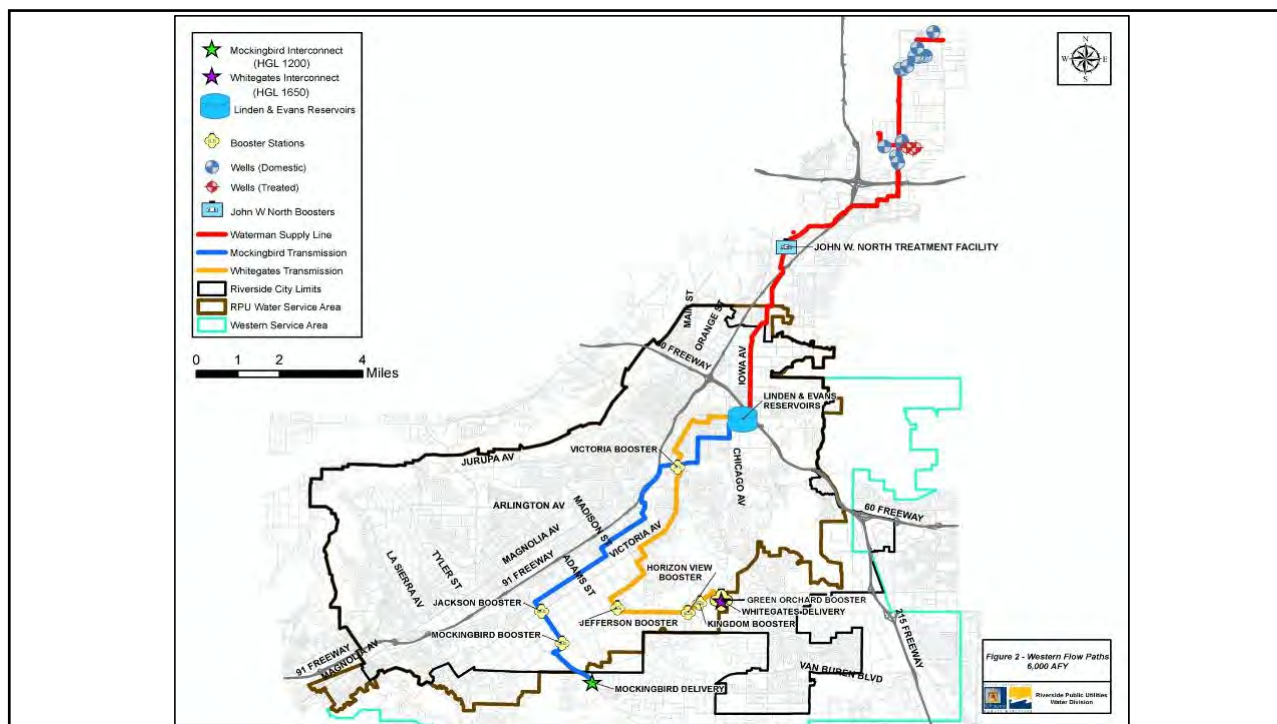 Mockingbird Interconnect
(HGL 1200)
Whitegates Interconnect
(HGL 1650)
Linden & Evans Reservoirs
Booster Stations
Wells (Domestic)
Wells (Treated)
John W North Boosters
Waterman Supply Line
Mockingbird Transmission
Whitegates Transmission
Riverside City Limits
RPU Water Service Area
Western Service Area
0 1 2 4
Miles
N
W E
S
JOHN W. NORTH TREATMENT FACILITY
MAIN ST
ORANGE ST
60 FREEWAY
IOWA AV
LINDEN & EVANS
RESERVOIRS
VICTORIA BOOSTER
CHICAGO AV
JURUPA AV
ARLINGTON AV
MADISON ST
MAGNOLIA AV
VICTORIA AV
60 FREEWAY
LA SIERRA AV
TYLER ST
91 FREEWAY
ADAMS ST
HORIZON VIEW
BOOSTER
GREEN ORCHARD BOOSTER
JACKSON BOOSTER
WHITEGATES DELIVERY
JEFFERSON BOOSTER
KINGDOM BOOSTER
215 FREEWAY
MOCKINGBIRD BOOSTER
91 FREEWAY
MAGNOLIA AV
VAN BUREN BLVD
MOCKINGBIRD DELIVERY
Figure 2 - Western Flow Paths
6,000 AFY
Riverside Public Utilities
Water Division